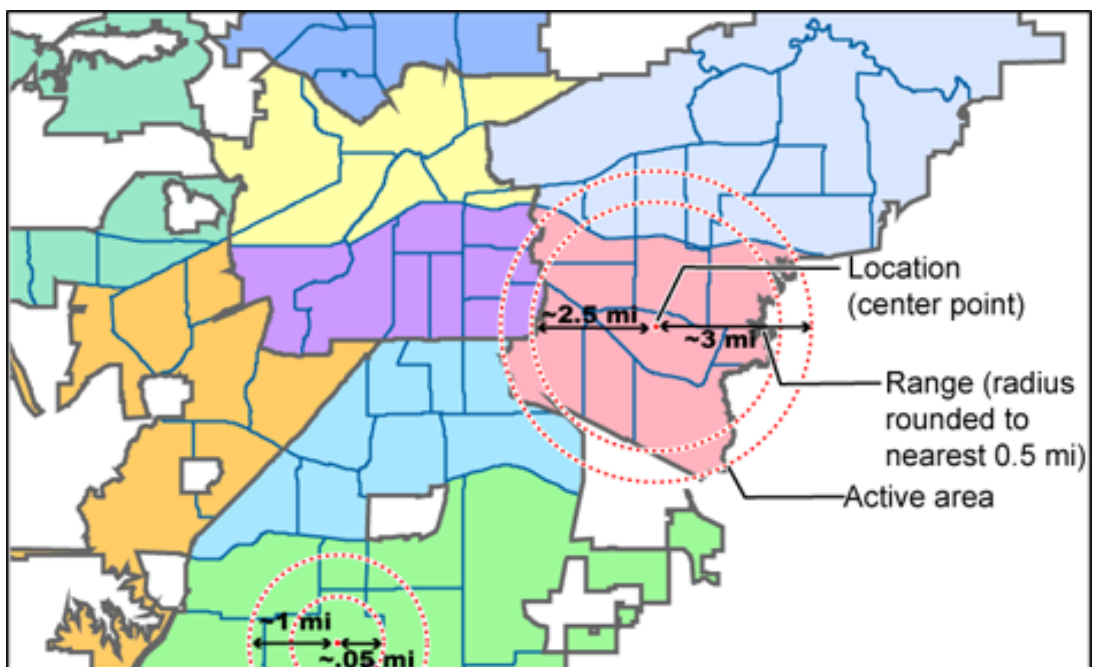 Location
(center point)
~2.5 mi
~3 mi
Range (radius
rounded to
nearest 0.5 mi)
Active area
~1 mi
~.05 mi